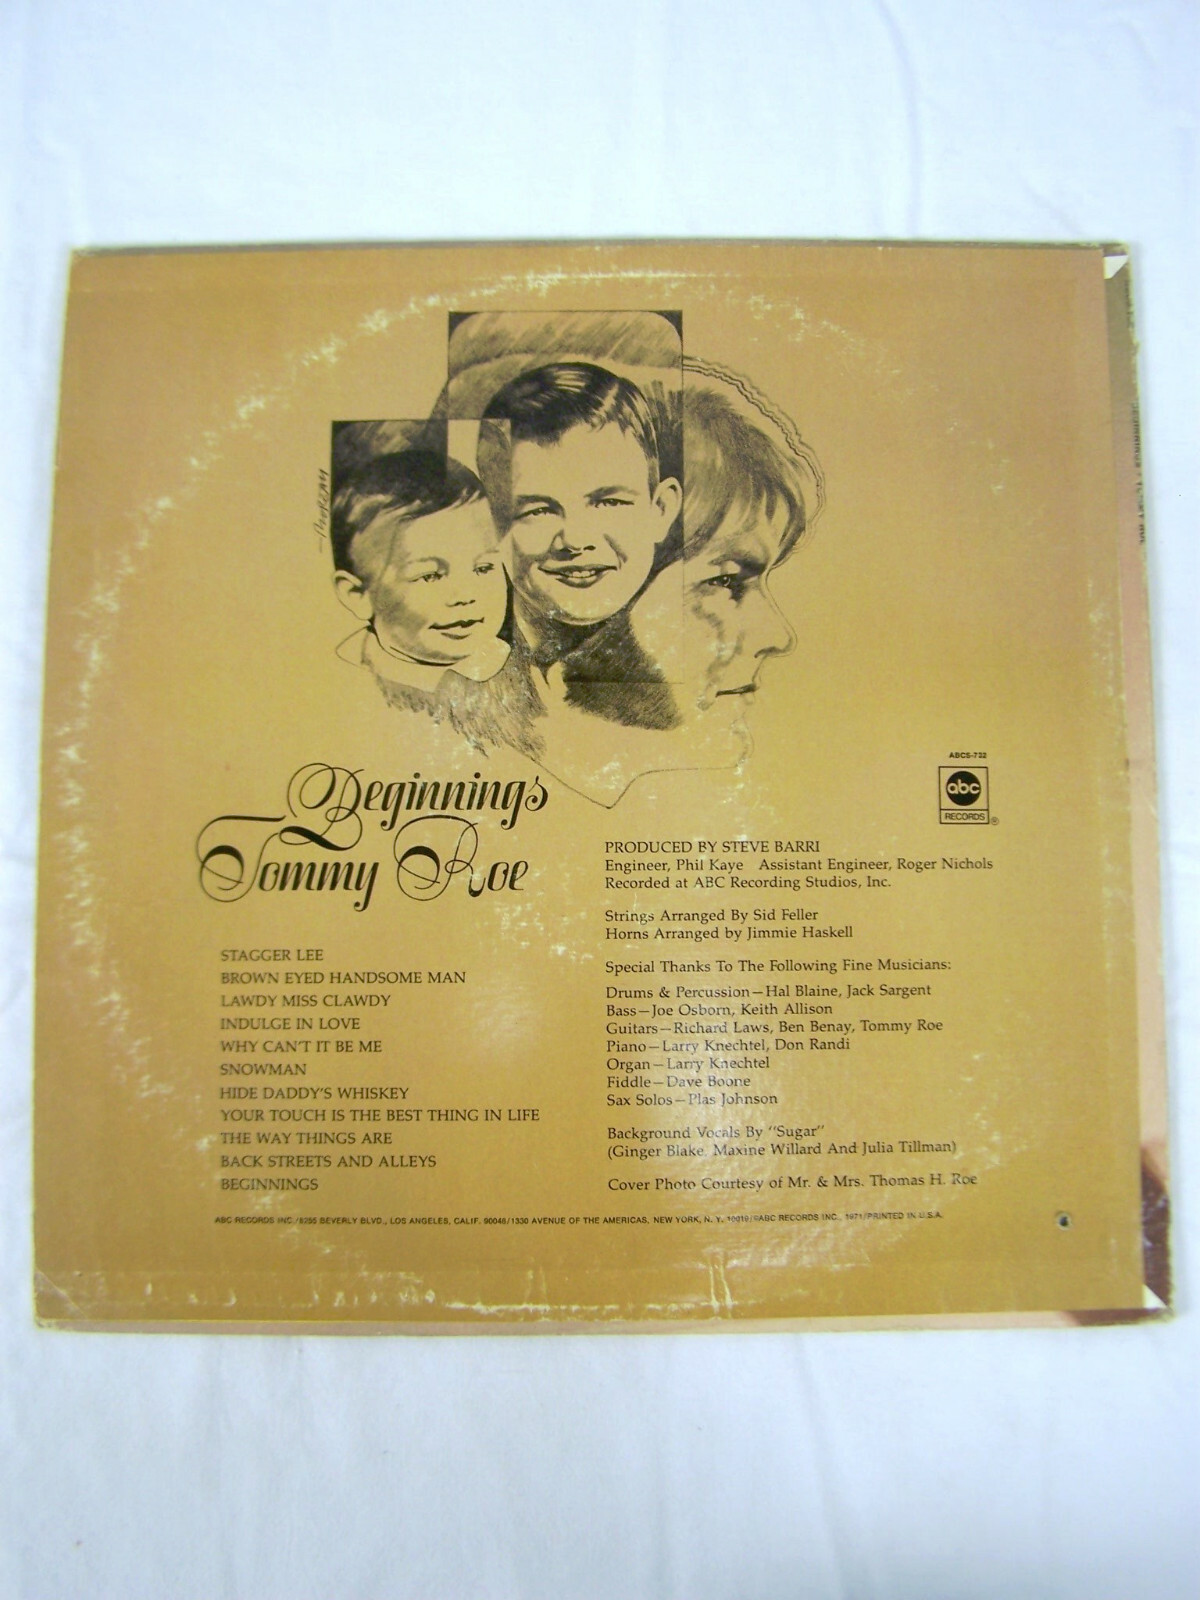 MORGAN
ABCS-732
abc
RECORDS
®
Beginnings
Tommy Roe
STAGGER LEE
BROWN EYED HANDSOME MAN
LAWDY MISS CLAWDY
INDULGE IN LOVE
WHY CAN'T IT BE ME
SNOWMAN
HIDE DADDY'S WHISKEY
YOUR TOUCH IS THE BEST THING IN LIFE
THE WAY THINGS ARE
BACK STREETS AND ALLEYS
BEGINNINGS
PRODUCED BY STEVE BARRI
Engineer, Phil Kaye Assistant Engineer, Roger Nichols
Recorded at ABC Recording Studios, Inc.
Strings Arranged By Sid Feller
Horns Arranged by Jimmie Haskell
Special Thanks To The Following Fine Musicians:
Drums & Percussion—Hal Blaine, Jack Sargent
Bass—Joe Osborn, Keith Allison
Guitars—Richard Laws, Ben Benay, Tommy Roe
Piano—Larry Knechtel, Don Randi
Organ—Larry Knechtel
Fiddle—Dave Boone
Sax Solos—Plas Johnson
Background Vocals By "Sugar"
(Ginger Blake, Maxine Willard And Julia Tillman)
Cover Photo Courtesy of Mr. & Mrs. Thomas H. Roe
ABC RECORDS INC./8255 BEVERLY BLVD., LOS ANGELES, CALIF. 90048/1330 AVENUE OF THE AMERICAS, NEW YORK, N. Y. 10019/©ABC RECORDS INC., 1971/PRINTED IN U.S.A.